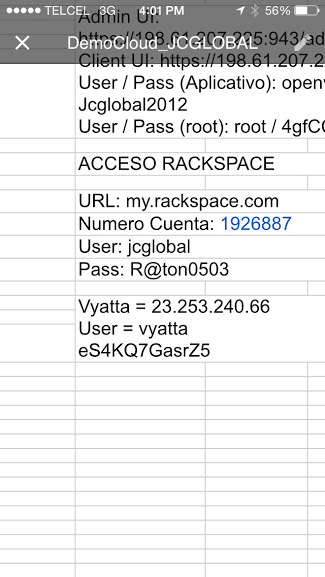 TELCEL 3G 4:01 PM 56%
Admin UI:
https://198.61.207.225:943/ad
DemoCloud_JCGLOBAL
Client UI: https://198.61.207.2
User / Pass (Aplicativo): openv
Jcglobal2012
User / Pass (root): root / 4gfC
ACCESO RACKSPACE
URL: my.rackspace.com
Numero Cuenta: 1926887
User: jcglobal
Pass: R@ton0503
Vyatta = 23.253.240.66
User = vyatta
eS4KQ7GasrZ5